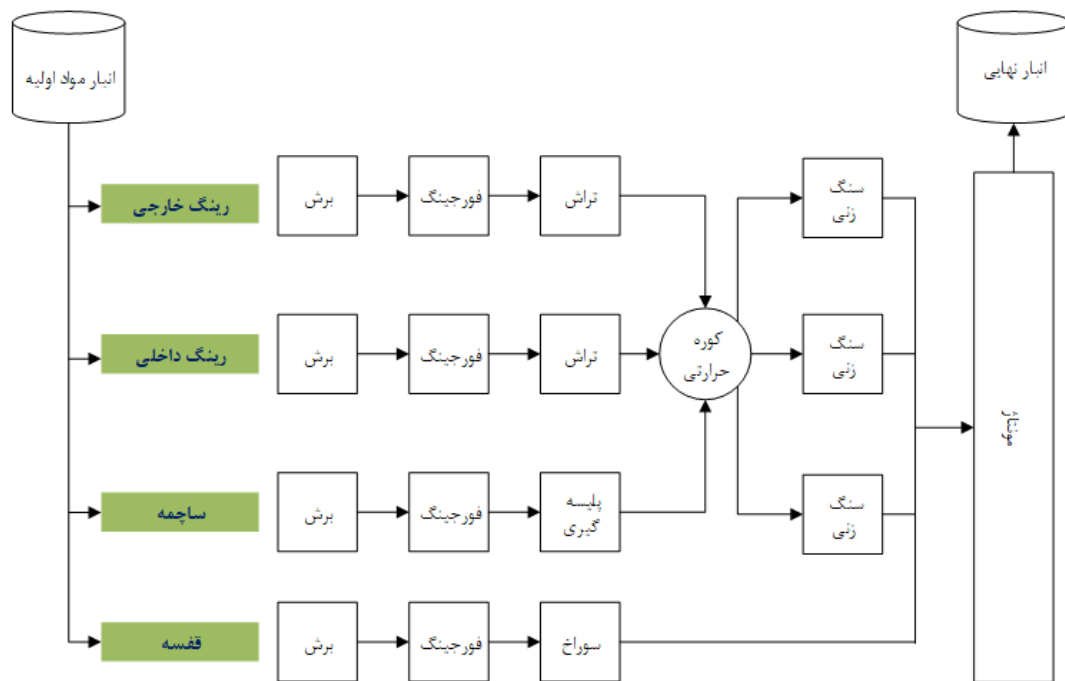 انبار مواد اولیه
انبار نهایی
رینگ خارجی
برش
فورجینگ
تراش
سنگ
زنی
رینگ داخلی
برش
فورجینگ
تراش
کوره
حرارتی
سنگ
زنی
مونتاژ
ساچمه
برش
فورجینگ
پلیسه
گیری
سنگ
زنی
قفسه
برش
فورجینگ
سوراخ